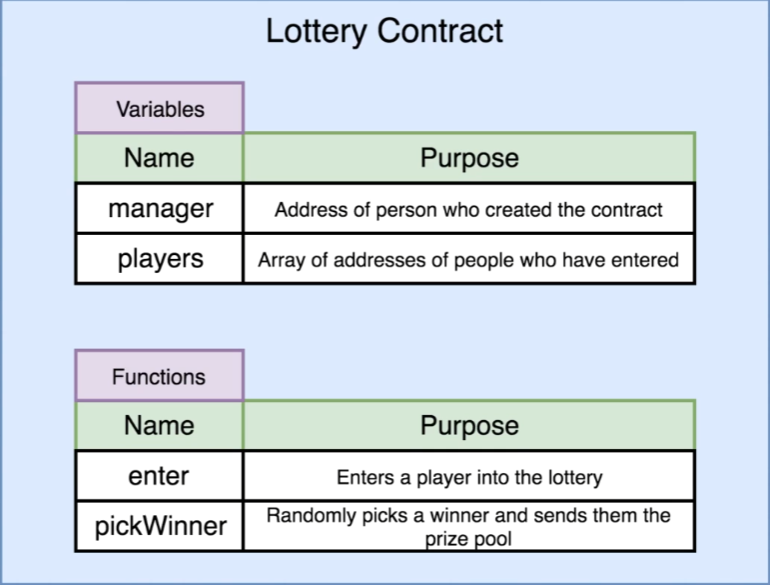 Lottery Contract
Variables
Name Purpose
manager Address of person who created the contract
players Array of addresses of people who have entered
Functions
Name Purpose
enter Enters a player into the lottery
pickWinner Randomly picks a winner and sends them the
prize pool